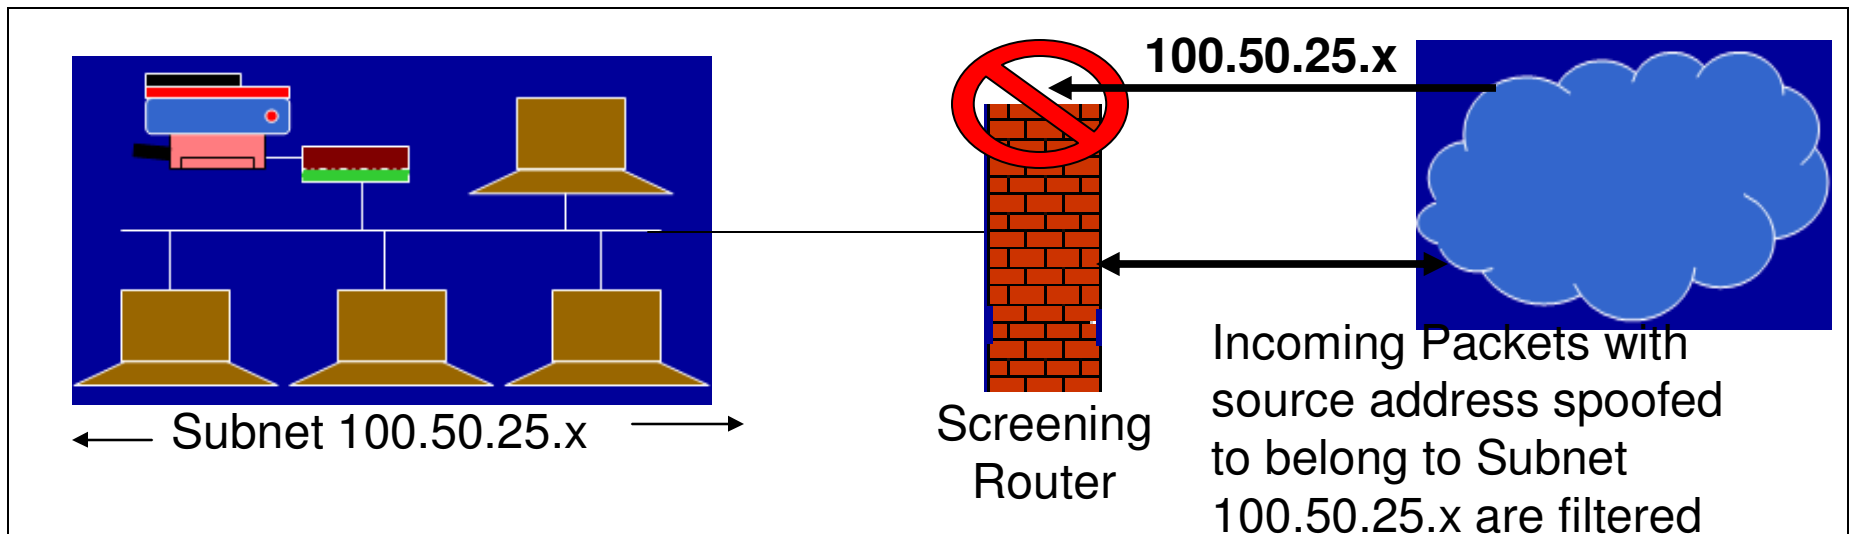 100.50.25.x
Subnet 100.50.25.x
Screening
Router
Incoming Packets with
source address spoofed
to belong to Subnet
100.50.25.x are filtered